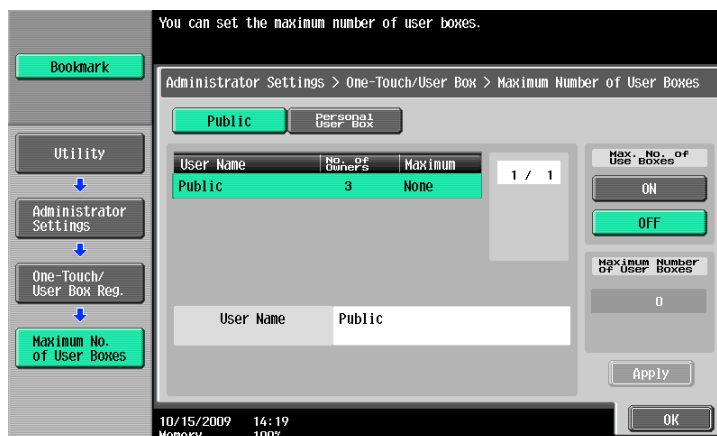 You can set the maximum number of user boxes.
Bookmark
Administrator Settings > One-Touch/User Box > Maximum Number of User Boxes
Public
Personal
User Box
Utility
Administrator
Settings
One-Touch/
User Box Reg.
Maximum No.
of User Boxes
User Name No. of Owners Maximum
Public 3 None
1 / 1
Max. No. of
Use Boxes
ON
OFF
Maximum Number
of User Boxes
0
User Name Public
Apply
OK
10/15/2009 14:19
Memory 100%